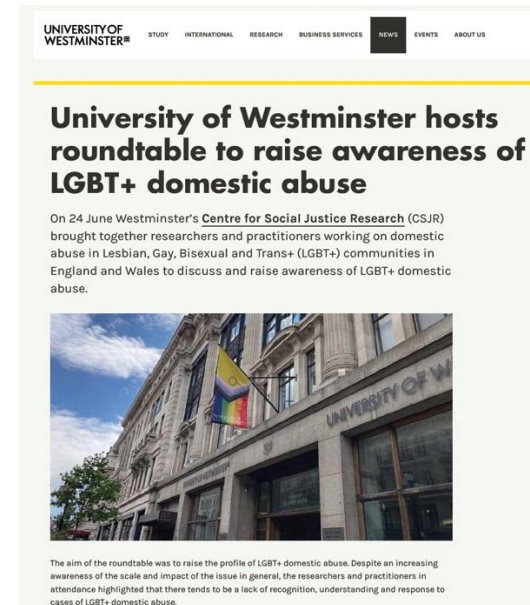 UNIVERSITY OF
WESTMINSTER
STUDY INTERNATIONAL RESEARCH BUSINESS SERVICES NEWS EVENTS ABOUT US
University of Westminster hosts
roundtable to raise awareness of
LGBT+ domestic abuse
On 24 June Westminster's Centre for Social Justice Research (CSJR)
brought together researchers and practitioners working on domestic
abuse in Lesbian, Gay, Bisexual and Trans+ (LGBT+) communities in
England and Wales to discuss and raise awareness of LGBT+ domestic
abuse.
UNIVERSITY OF W
UNIVERSITY OF WESTMINSTER
The aim of the roundtable was to raise the profile of LGBT+ domestic abuse. Despite an increasing
awareness of the scale and impact of the issue in general, the researchers and practitioners in
attendance highlighted that there tends to be a lack of recognition, understanding and response to
cases of LGBT+ domestic abuse.